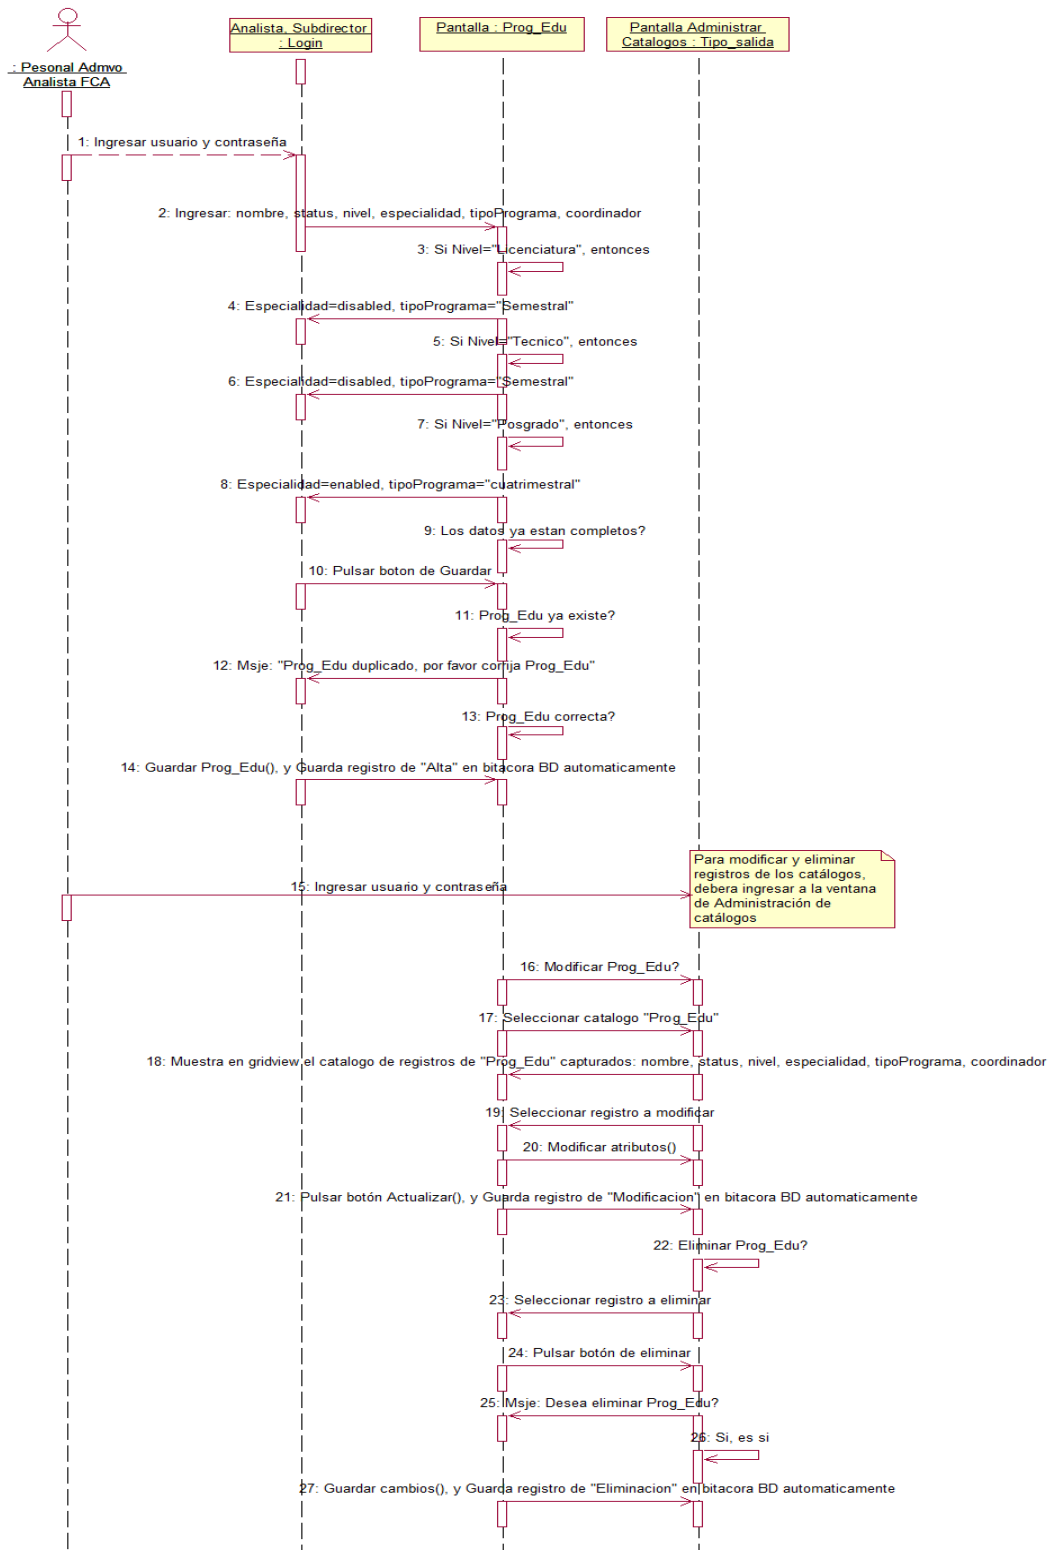 : Pesonal Admvo
Analista FCA
Analista, Subdirector
: Login
Pantalla : Prog_Edu
Pantalla Administrar
Catalogos : Tipo_salida
1: Ingresar usuario y contraseña
2: Ingresar: nombre, status, nivel, especialidad, tipoPrograma, coordinador
3: Si Nivel="Licenciatura", entonces
4: Especialidad=disabled, tipoPrograma="Semestral"
5: Si Nivel="Tecnico", entonces
6: Especialidad=disabled, tipoPrograma="Semestral"
7: Si Nivel="Posgrado", entonces
8: Especialidad=enabled, tipoPrograma="cuatrimestral"
9: Los datos ya estan completos?
10: Pulsar boton de Guardar
11: Prog_Edu ya existe?
12: Msje: "Prog_Edu duplicado, por favor corrija Prog_Edu"
13: Prog_Edu correcta?
14: Guardar Prog_Edu(), y Guarda registro de "Alta" en bitacora BD automaticamente
Para modificar y eliminar
registros de los catálogos,
debera ingresar a la ventana
de Administración de
catálogos
15: Ingresar usuario y contraseña
16: Modificar Prog_Edu?
17: Seleccionar catalogo "Prog_Edu"
18: Muestra en gridview el catalogo de registros de "Prog_Edu" capturados: nombre, status, nivel, especialidad, tipoPrograma, coordinador
19: Seleccionar registro a modificar
20: Modificar atributos()
21: Pulsar botón Actualizar(), y Guarda registro de "Modificacion" en bitacora BD automaticamente
22: Eliminar Prog_Edu?
23: Seleccionar registro a eliminar
24: Pulsar botón de eliminar
25: Msje: Desea eliminar Prog_Edu?
26: Si, es si
27: Guardar cambios(), y Guarda registro de "Eliminacion" en bitacora BD automaticamente